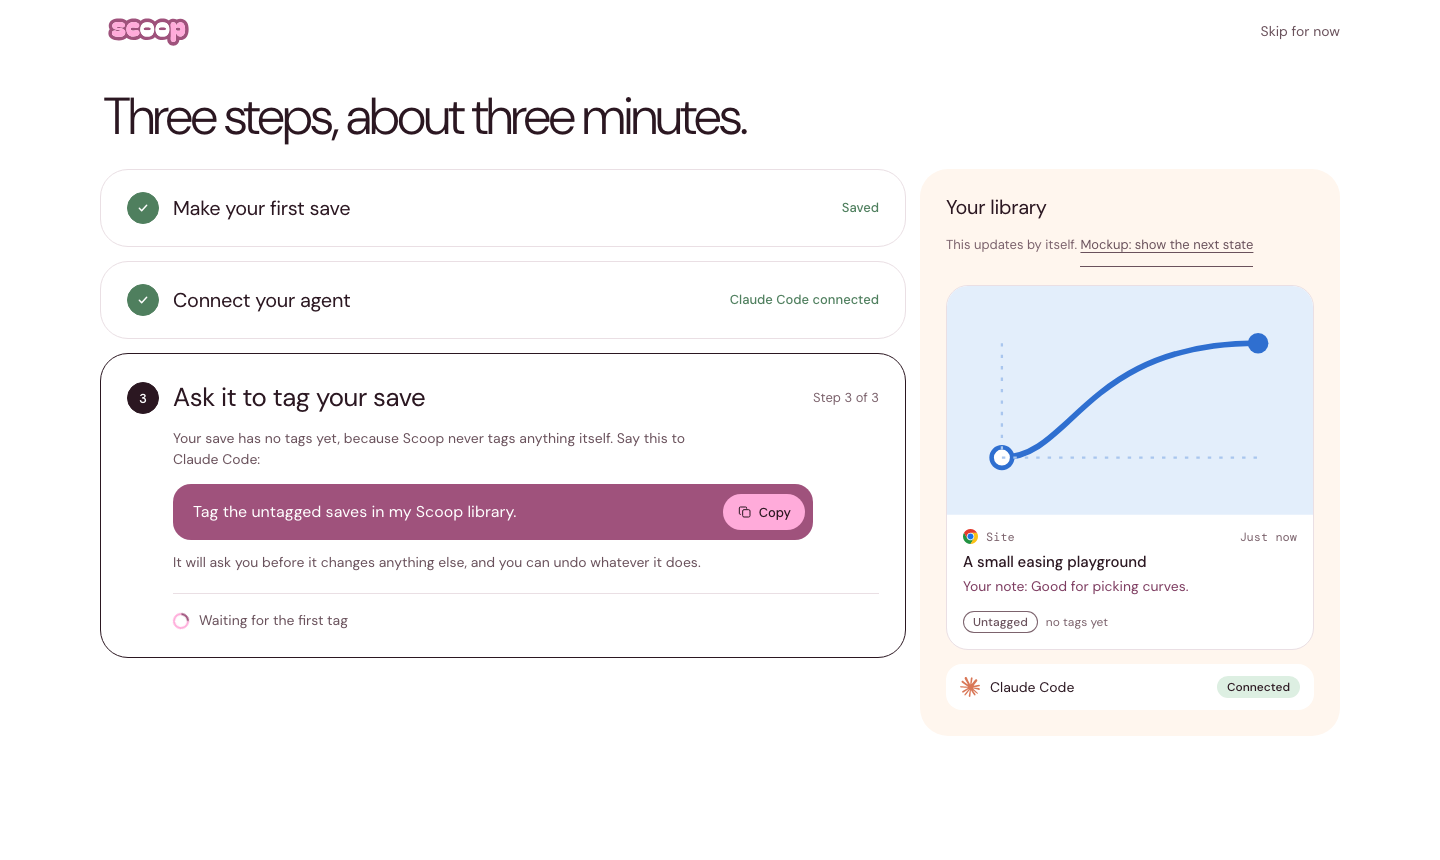 scoop
Skip for now
Three steps, about three minutes.
Make your first save
Saved
Connect your agent
Claude Code connected
3
Ask it to tag your save
Step 3 of 3
Your save has no tags yet, because Scoop never tags anything itself. Say this to
Claude Code:
Tag the untagged saves in my Scoop library.
Copy
It will ask you before it changes anything else, and you can undo whatever it does.
Waiting for the first tag
Your library
This updates by itself. Mockup: show the next state
Site
Just now
A small easing playground
Your note: Good for picking curves.
Untagged
no tags yet
Claude Code
Connected